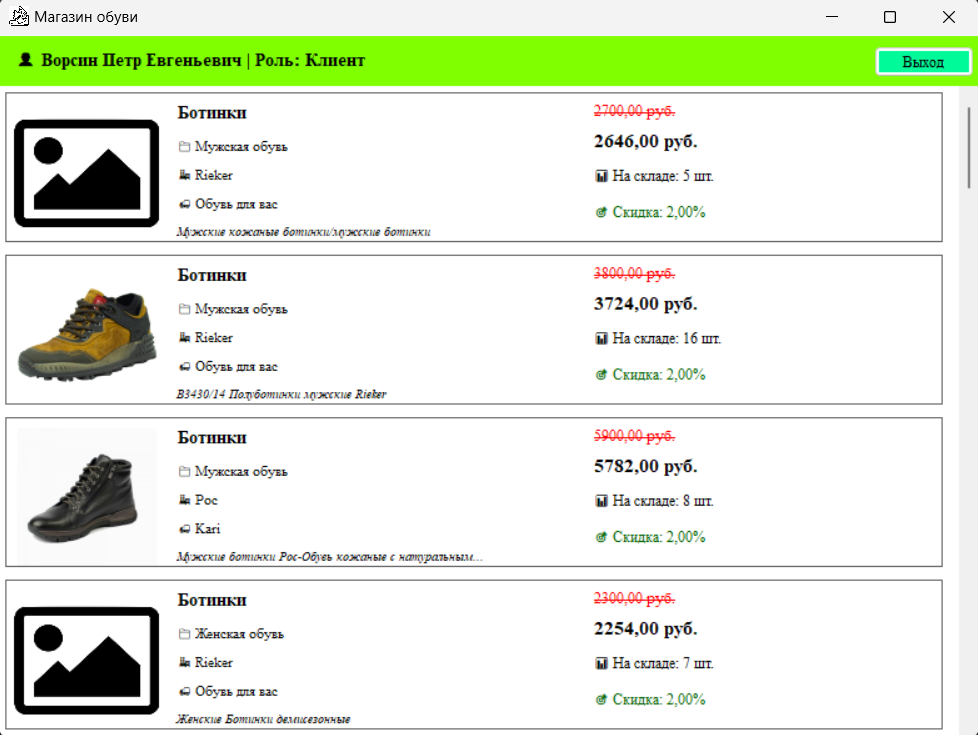 Магазин обуви
Ворсин Петр Евгеньевич | Роль: Клиент
Выход
Ботинки
Мужская обувь
Rieker
Обувь для вас
Мужские кожаные ботинки/мужские ботинки
2700,00 руб.
2646,00 руб.
На складе: 5 шт.
Скидка: 2,00%
Ботинки
Мужская обувь
Rieker
Обувь для вас
B3430/14 Полуботинки мужские Rieker
3800,00 руб.
3724,00 руб.
На складе: 16 шт.
Скидка: 2,00%
Ботинки
Мужская обувь
Рос
Kari
Мужские ботинки Рос-Обувь кожаные с натуральным...
5900,00 руб.
5782,00 руб.
На складе: 8 шт.
Скидка: 2,00%
Ботинки
Женская обувь
Rieker
Обувь для вас
Женские Ботинки демисезонные
2300,00 руб.
2254,00 руб.
На складе: 7 шт.
Скидка: 2,00%